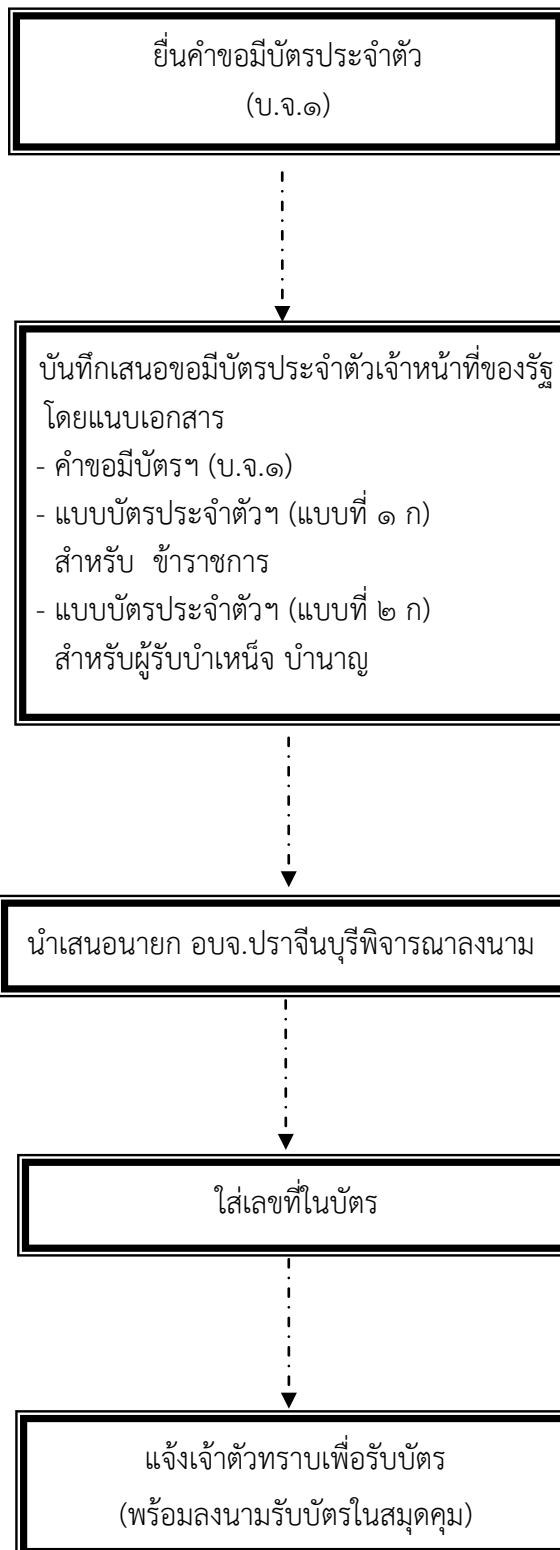 ยื่นคำขอมีบัตรประจำตัว
(บ.จ.๑)
บันทึกเสนอขอมีบัตรประจำตัวเจ้าหน้าที่ของรัฐ
โดยแนบเอกสาร
- คำขอมีบัตรฯ (บ.จ.๑)
- แบบบัตรประจำตัวฯ (แบบที่ ๑ ก)
สำหรับ ข้าราชการ
- แบบบัตรประจำตัวฯ (แบบที่ ๒ ก)
สำหรับผู้รับบำเหน็จ บำนาญ
นำเสนอนายก อบจ.ปราจีนบุรีพิจารณาลงนาม
ใส่เลขที่ในบัตร
แจ้งเจ้าตัวทราบเพื่อรับบัตร
(พร้อมลงนามรับบัตรในสมุดคุม)